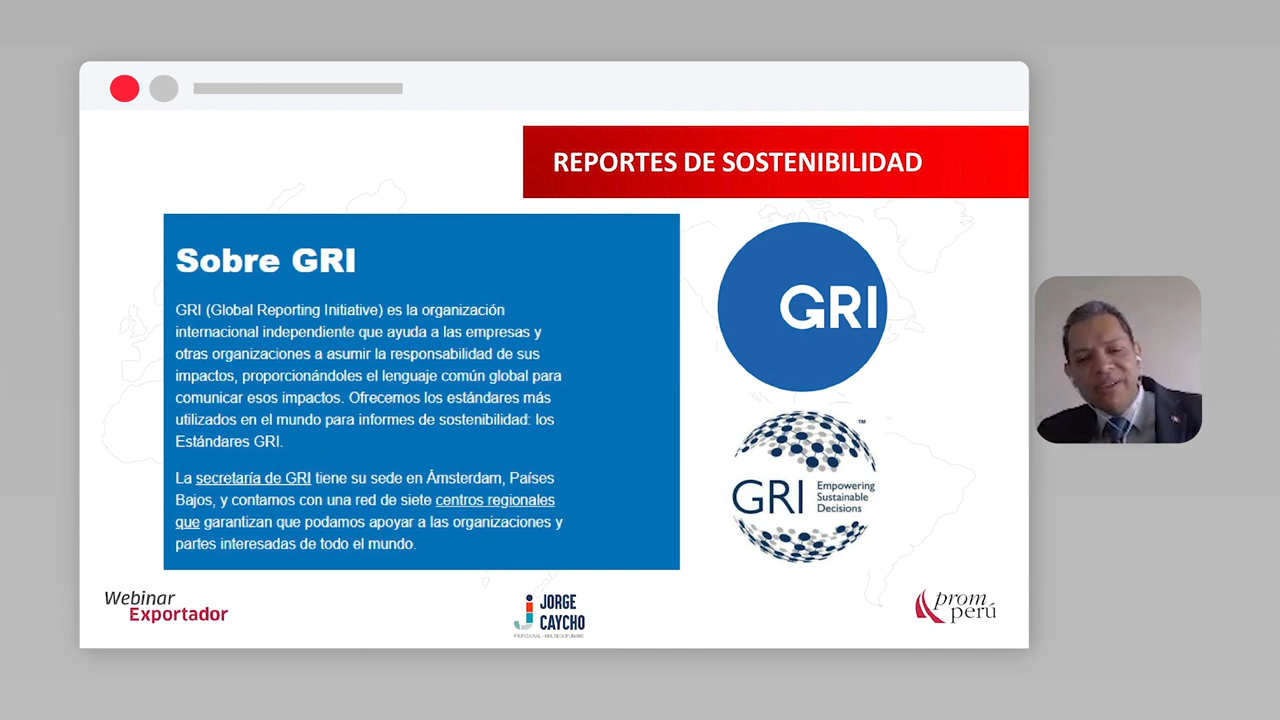 REPORTES DE SOSTENIBILIDAD
Sobre GRI
GRI (Global Reporting Initiative) es la organización
internacional independiente que ayuda a las empresas y
otras organizaciones a asumir la responsabilidad de sus
impactos, proporcionándoles el lenguaje común global para
comunicar esos impactos. Ofrecemos los estándares más
utilizados en el mundo para informes de sostenibilidad: los
Estándares GRI.
La secretaría de GRI tiene su sede en Ámsterdam, Países
Bajos, y contamos con una red de siete centros regionales
que garantizan que podamos apoyar a las organizaciones y
partes interesadas de todo el mundo.
GRI
TM
GRI
Empowering
Sustainable
Decisions
Webinar
Exportador
j JORGE
CAYCHO
PROFESIONAL - MULTIDISCIPLINARIO
prom
perú